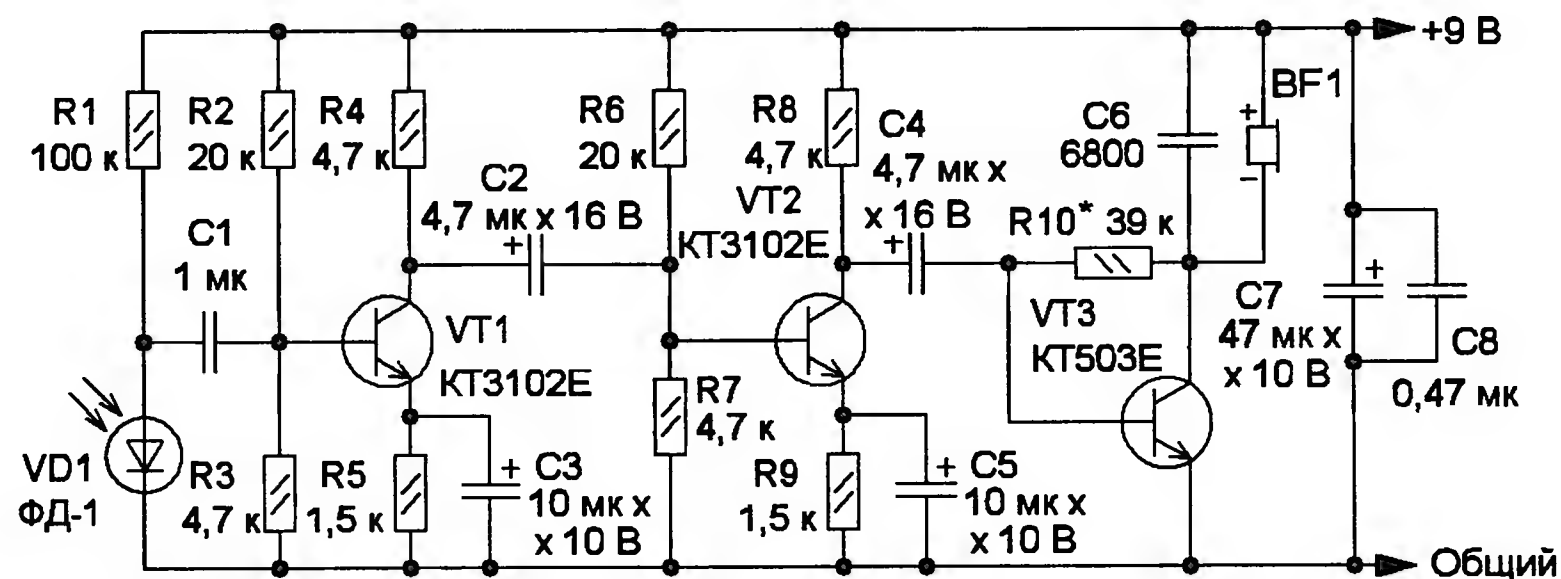 +9 В
R1
100 к
R2
20 к
R4
4,7 к
C2
4,7 мк x 16 В
R6
20 к
R8
4,7 к
VT2
КТ3102Е
C4
4,7 мк x
x 16 В
C6
6800
BF1
+
−
C1
1 мк
+
+
R10* 39 к
VT1
КТ3102Е
VT3
КТ503Е
C7
47 мк x
x 10 В
+
C8
0,47 мк
VD1
ФД-1
R3
4,7 к
R5
1,5 к
+ C3
10 мк x
x 10 В
R7
4,7 к
R9
1,5 к
+ C5
10 мк x
x 10 В
Общий